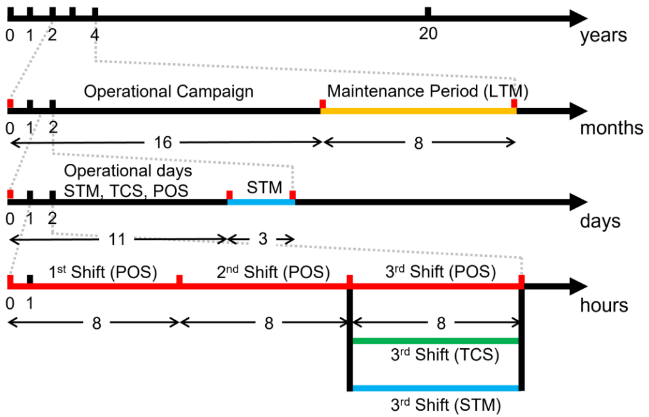 0 1 2 4 20
years
Operational Campaign Maintenance Period (LTM)
0 1 2
months
16 8
Operational days
STM, TCS, POS STM
0 1 2
days
11 3
1st Shift (POS) 2nd Shift (POS) 3rd Shift (POS)
0 1
hours
8 8 8
3rd Shift (TCS)
3rd Shift (STM)